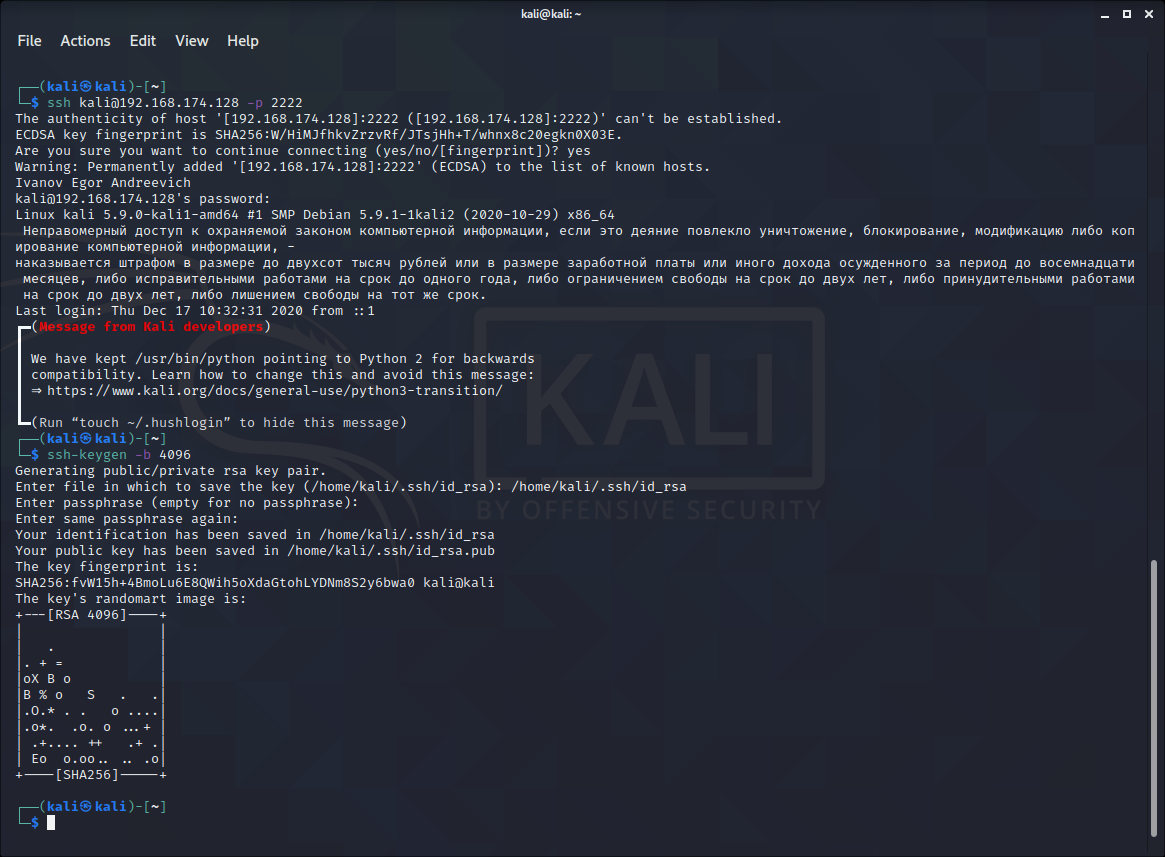 kali@kali: ~
File Actions Edit View Help
┌──(kali㉿kali)-[~]
└─$ ssh kali@192.168.174.128 -p 2222
The authenticity of host '[192.168.174.128]:2222 ([192.168.174.128]:2222)' can't be established.
ECDSA key fingerprint is SHA256:W/HiMJfhkvZrzvRf/JTsjHh+T/whnx8c20egkn0X03E.
Are you sure you want to continue connecting (yes/no/[fingerprint])? yes
Warning: Permanently added '[192.168.174.128]:2222' (ECDSA) to the list of known hosts.
Ivanov Egor Andreevich
kali@192.168.174.128's password:
Linux kali 5.9.0-kali1-amd64 #1 SMP Debian 5.9.1-1kali2 (2020-10-29) x86_64
Неправомерный доступ к охраняемой законом компьютерной информации, если это деяние повлекло уничтожение, блокирование, модификацию либо коп
ирование компьютерной информации, -
наказывается штрафом в размере до двухсот тысяч рублей или в размере заработной платы или иного дохода осужденного за период до восемнадцати
месяцев, либо исправительными работами на срок до одного года, либо ограничением свободы на срок до двух лет, либо принудительными работами
на срок до двух лет, либо лишением свободы на тот же срок.
Last login: Thu Dec 17 10:32:31 2020 from ::1
┏━(Message from Kali developers)
┃
┃ We have kept /usr/bin/python pointing to Python 2 for backwards
┃ compatibility. Learn how to change this and avoid this message:
┃ ⇒ https://www.kali.org/docs/general-use/python3-transition/
┃
┗━(Run “touch ~/.hushlogin” to hide this message)
┌──(kali㉿kali)-[~]
└─$ ssh-keygen -b 4096
Generating public/private rsa key pair.
Enter file in which to save the key (/home/kali/.ssh/id_rsa): /home/kali/.ssh/id_rsa
Enter passphrase (empty for no passphrase):
Enter same passphrase again:
Your identification has been saved in /home/kali/.ssh/id_rsa
Your public key has been saved in /home/kali/.ssh/id_rsa.pub
The key fingerprint is:
SHA256:fvW15h+4BmoLu6E8QWih5oXdaGtohLYDNm8S2y6bwa0 kali@kali
The key's randomart image is:
+---[RSA 4096]----+
|                 |
|   .             |
|. + =            |
|oX B o           |
|B % o   S   .   .|
|.O.* . .   o ....|
|.o*.  .o. o ...+ |
| .+.... ++   .+ .|
| Eo  o.oo.. .. .o|
+----[SHA256]-----+
┌──(kali㉿kali)-[~]
└─$
KALI
BY OFFENSIVE SECURITY